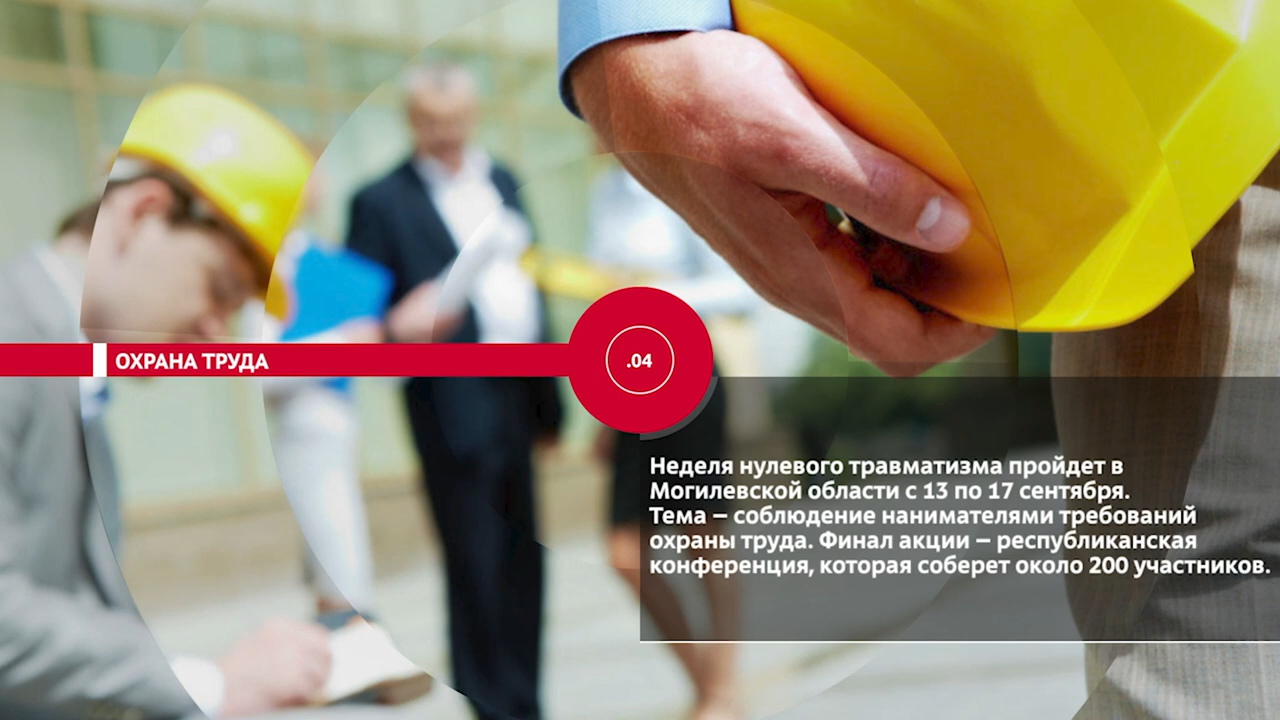 ОХРАНА ТРУДА
.04
Неделя нулевого травматизма пройдет в
Могилевской области с 13 по 17 сентября.
Тема – соблюдение нанимателями требований
охраны труда. Финал акции – республиканская
конференция, которая соберет около 200 участников.